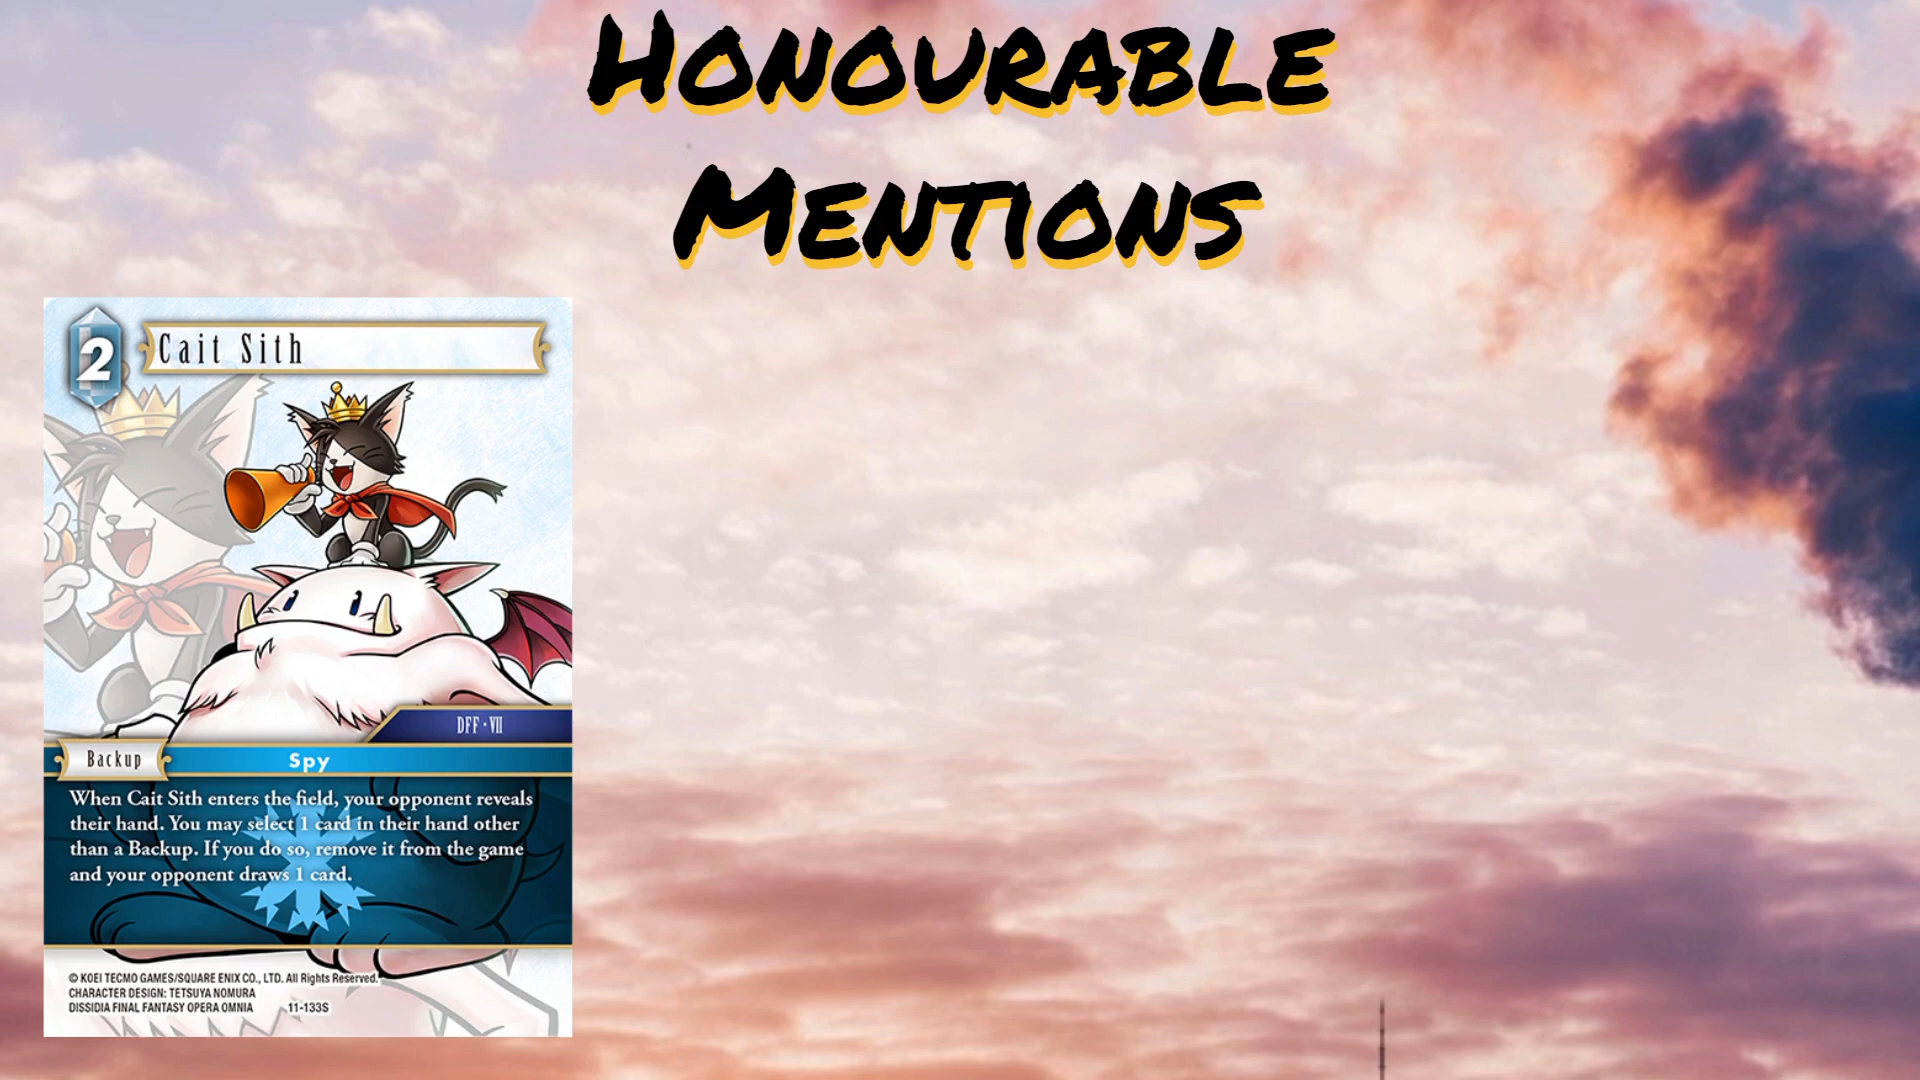 HONOURABLE
MENTIONS
2
Cait Sith
DFF・VII
Backup
Spy
When Cait Sith enters the field, your opponent reveals
their hand. You may select 1 card in their hand other
than a Backup. If you do so, remove it from the game
and your opponent draws 1 card.
© KOEI TECMO GAMES/SQUARE ENIX CO., LTD. All Rights Reserved.
CHARACTER DESIGN: TETSUYA NOMURA
DISSIDIA FINAL FANTASY OPERA OMNIA 11-133S